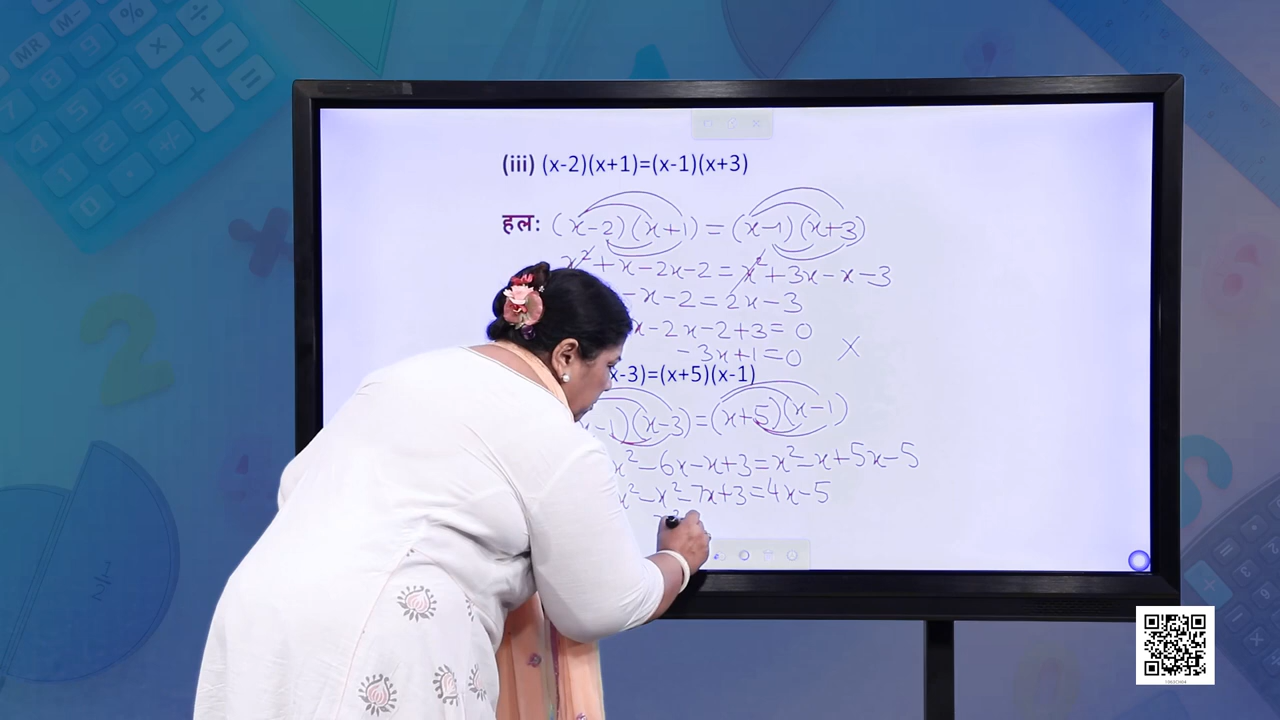 (iii) (x-2)(x+1)=(x-1)(x+3)
हल: (x-2)(x+1)=(x-1)(x+3)
x²+x-2x-2=x²+3x-x-3
-x-2=2x-3
x-2x-2+3=0
-3x+1=0 ×
x-3)=(x+5)(x-1)
x-1)(x-3)=(x+5)(x-1)
x²-6x-x+3=x²-x+5x-5
x²-x²-7x+3=4x-5
x²